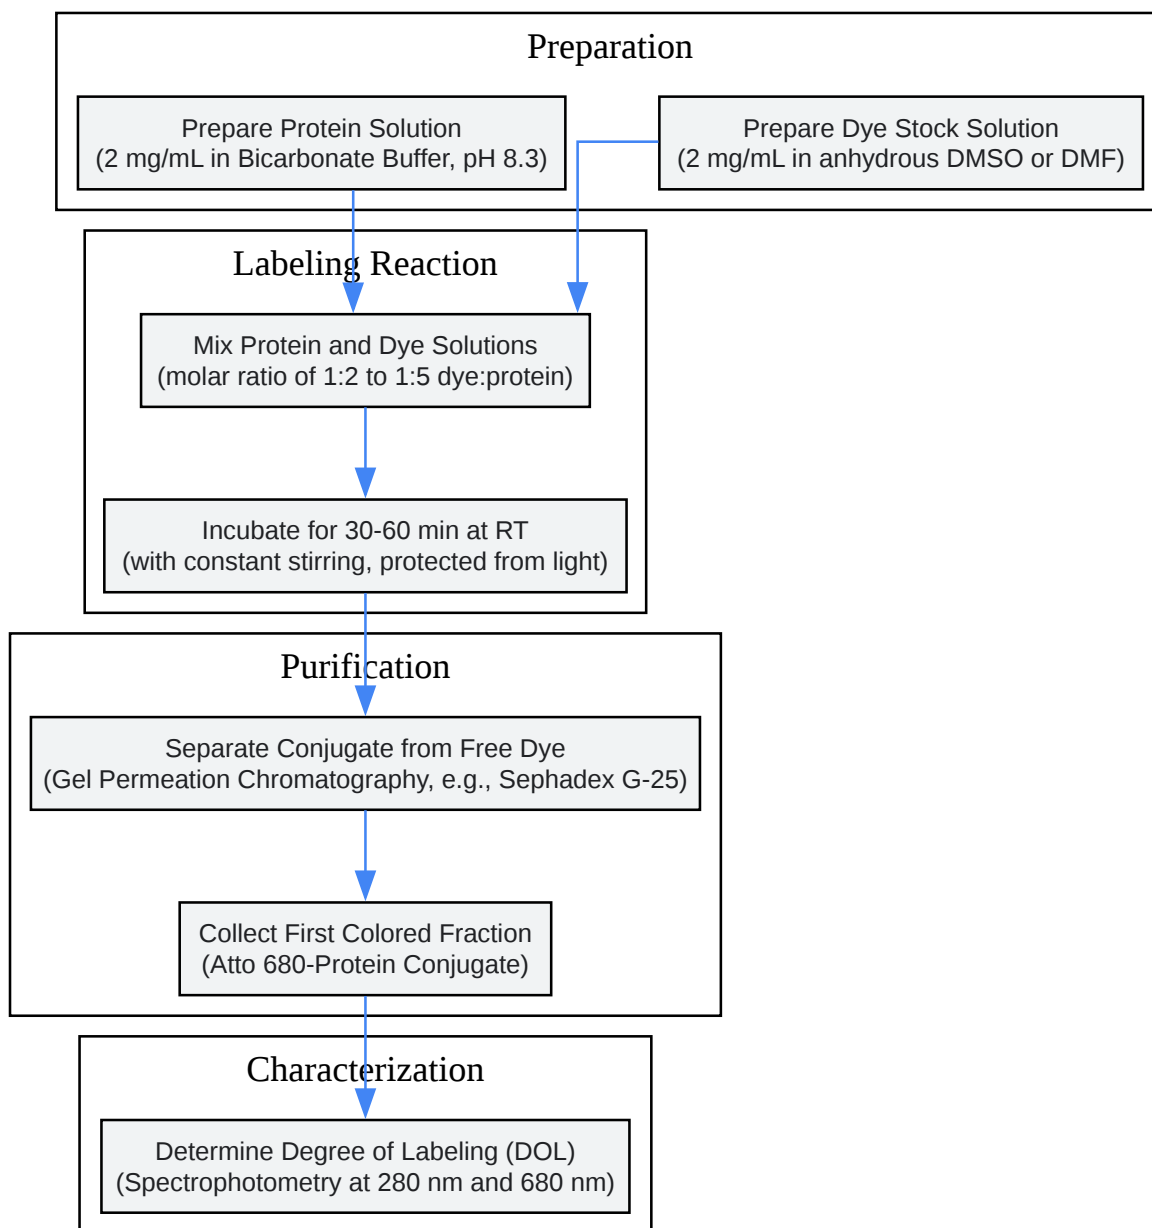 Preparation
Prepare Protein Solution
(2 mg/mL in Bicarbonate Buffer, pH 8.3)
Prepare Dye Stock Solution
(2 mg/mL in anhydrous DMSO or DMF)
Labeling Reaction
Mix Protein and Dye Solutions
(molar ratio of 1:2 to 1:5 dye:protein)
Incubate for 30-60 min at RT
(with constant stirring, protected from light)
Purification
Separate Conjugate from Free Dye
(Gel Permeation Chromatography, e.g., Sephadex G-25)
Collect First Colored Fraction
(Atto 680-Protein Conjugate)
Characterization
Determine Degree of Labeling (DOL)
(Spectrophotometry at 280 nm and 680 nm)